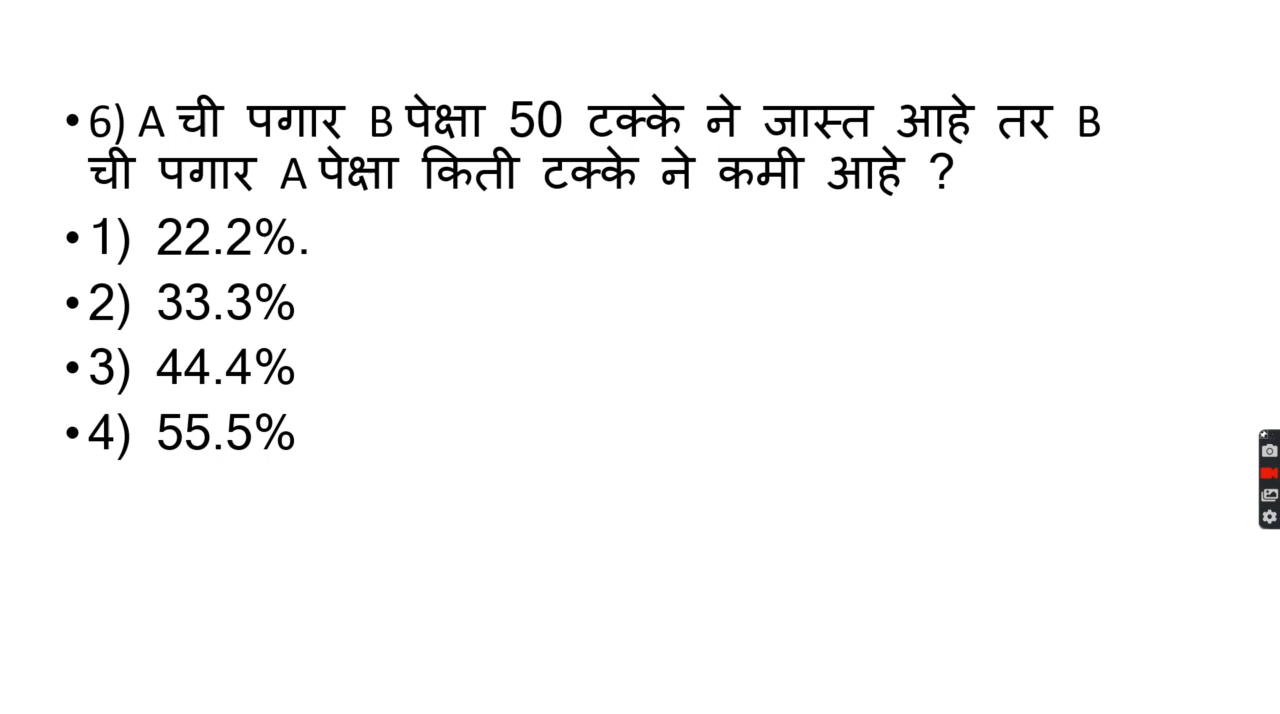 • 6) A ची पगार B पेक्षा 50 टक्के ने जास्त आहे तर B
ची पगार A पेक्षा किती टक्के ने कमी आहे ?
• 1) 22.2%.
• 2) 33.3%
• 3) 44.4%
• 4) 55.5%